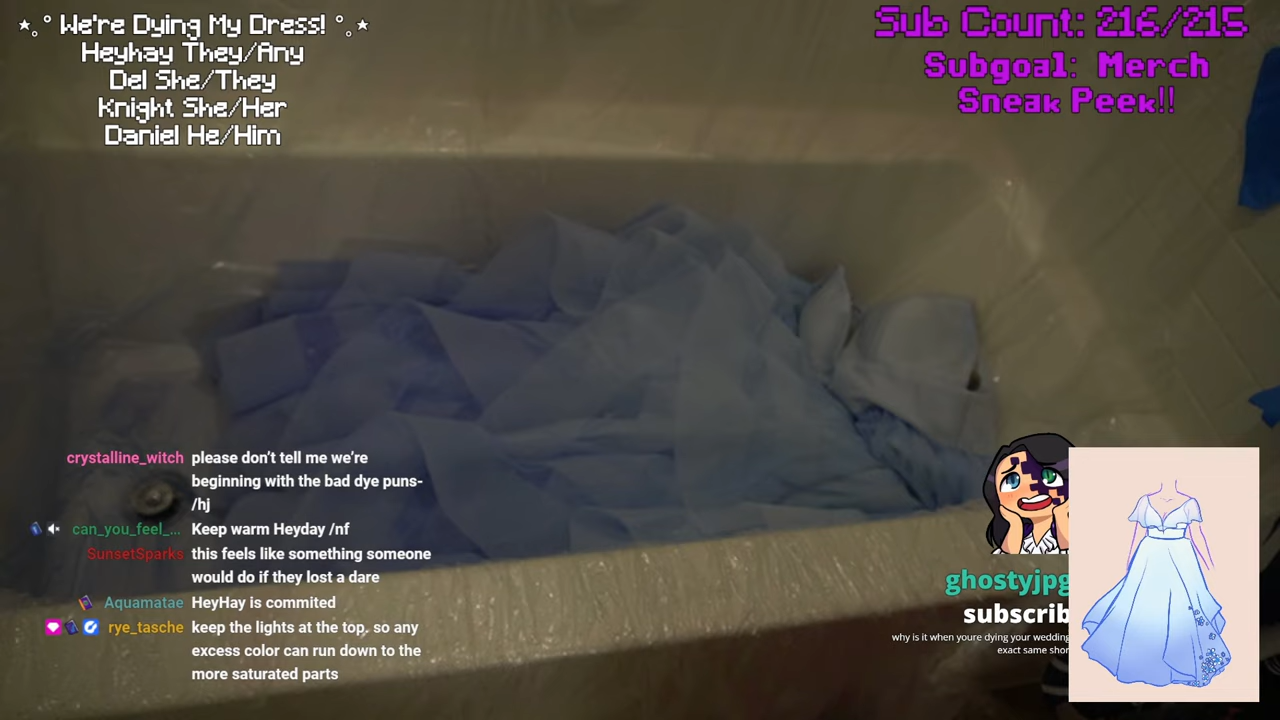 ⋆｡° We're Dying My Dress! °｡⋆
Heyhay They/Any
Del She/They
Knight She/Her
Daniel He/Him
Sub Count: 216/215
Subgoal: Merch
Sneak Peek!!
crystalline_witch please don't tell me we're
beginning with the bad dye puns-
/hj
can_you_feel_... Keep warm Heyday /nf
SunsetSparks this feels like something someone
would do if they lost a dare
Aquamatae HeyHay is commited
rye_tasche keep the lights at the top. so any
excess color can run down to the
more saturated parts
ghostyjpg
subscrib
why is it when youre dying your wedding
exact same shor